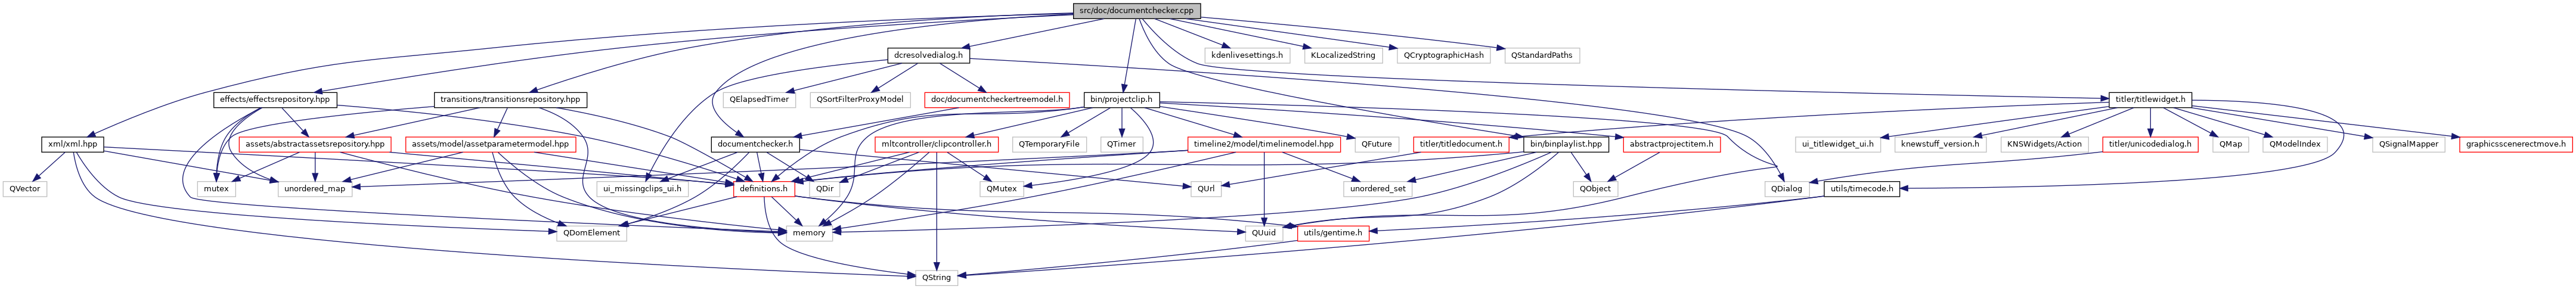 src/doc/documentchecker.cpp
dcresolvedialog.h
kdenlivesettings.h
KLocalizedString
QCryptographicHash
QStandardPaths
effects/effectsrepository.hpp
transitions/transitionsrepository.hpp
QElapsedTimer
QSortFilterProxyModel
doc/documentcheckertreemodel.h
bin/projectclip.h
titler/titlewidget.h
xml/xml.hpp
assets/abstractassetsrepository.hpp
assets/model/assetparametermodel.hpp
documentchecker.h
mltcontroller/clipcontroller.h
QTemporaryFile
QTimer
timeline2/model/timelinemodel.hpp
QFuture
titler/titledocument.h
bin/binplaylist.hpp
abstractprojectitem.h
ui_titlewidget_ui.h
knewstuff_version.h
KNSWidgets/Action
titler/unicodedialog.h
QMap
QModelIndex
QSignalMapper
graphicsscenerectmove.h
QVector
mutex
unordered_map
ui_missingclips_ui.h
definitions.h
QDir
QMutex
QUrl
unordered_set
QObject
QDialog
utils/timecode.h
QDomElement
memory
QUuid
utils/gentime.h
QString